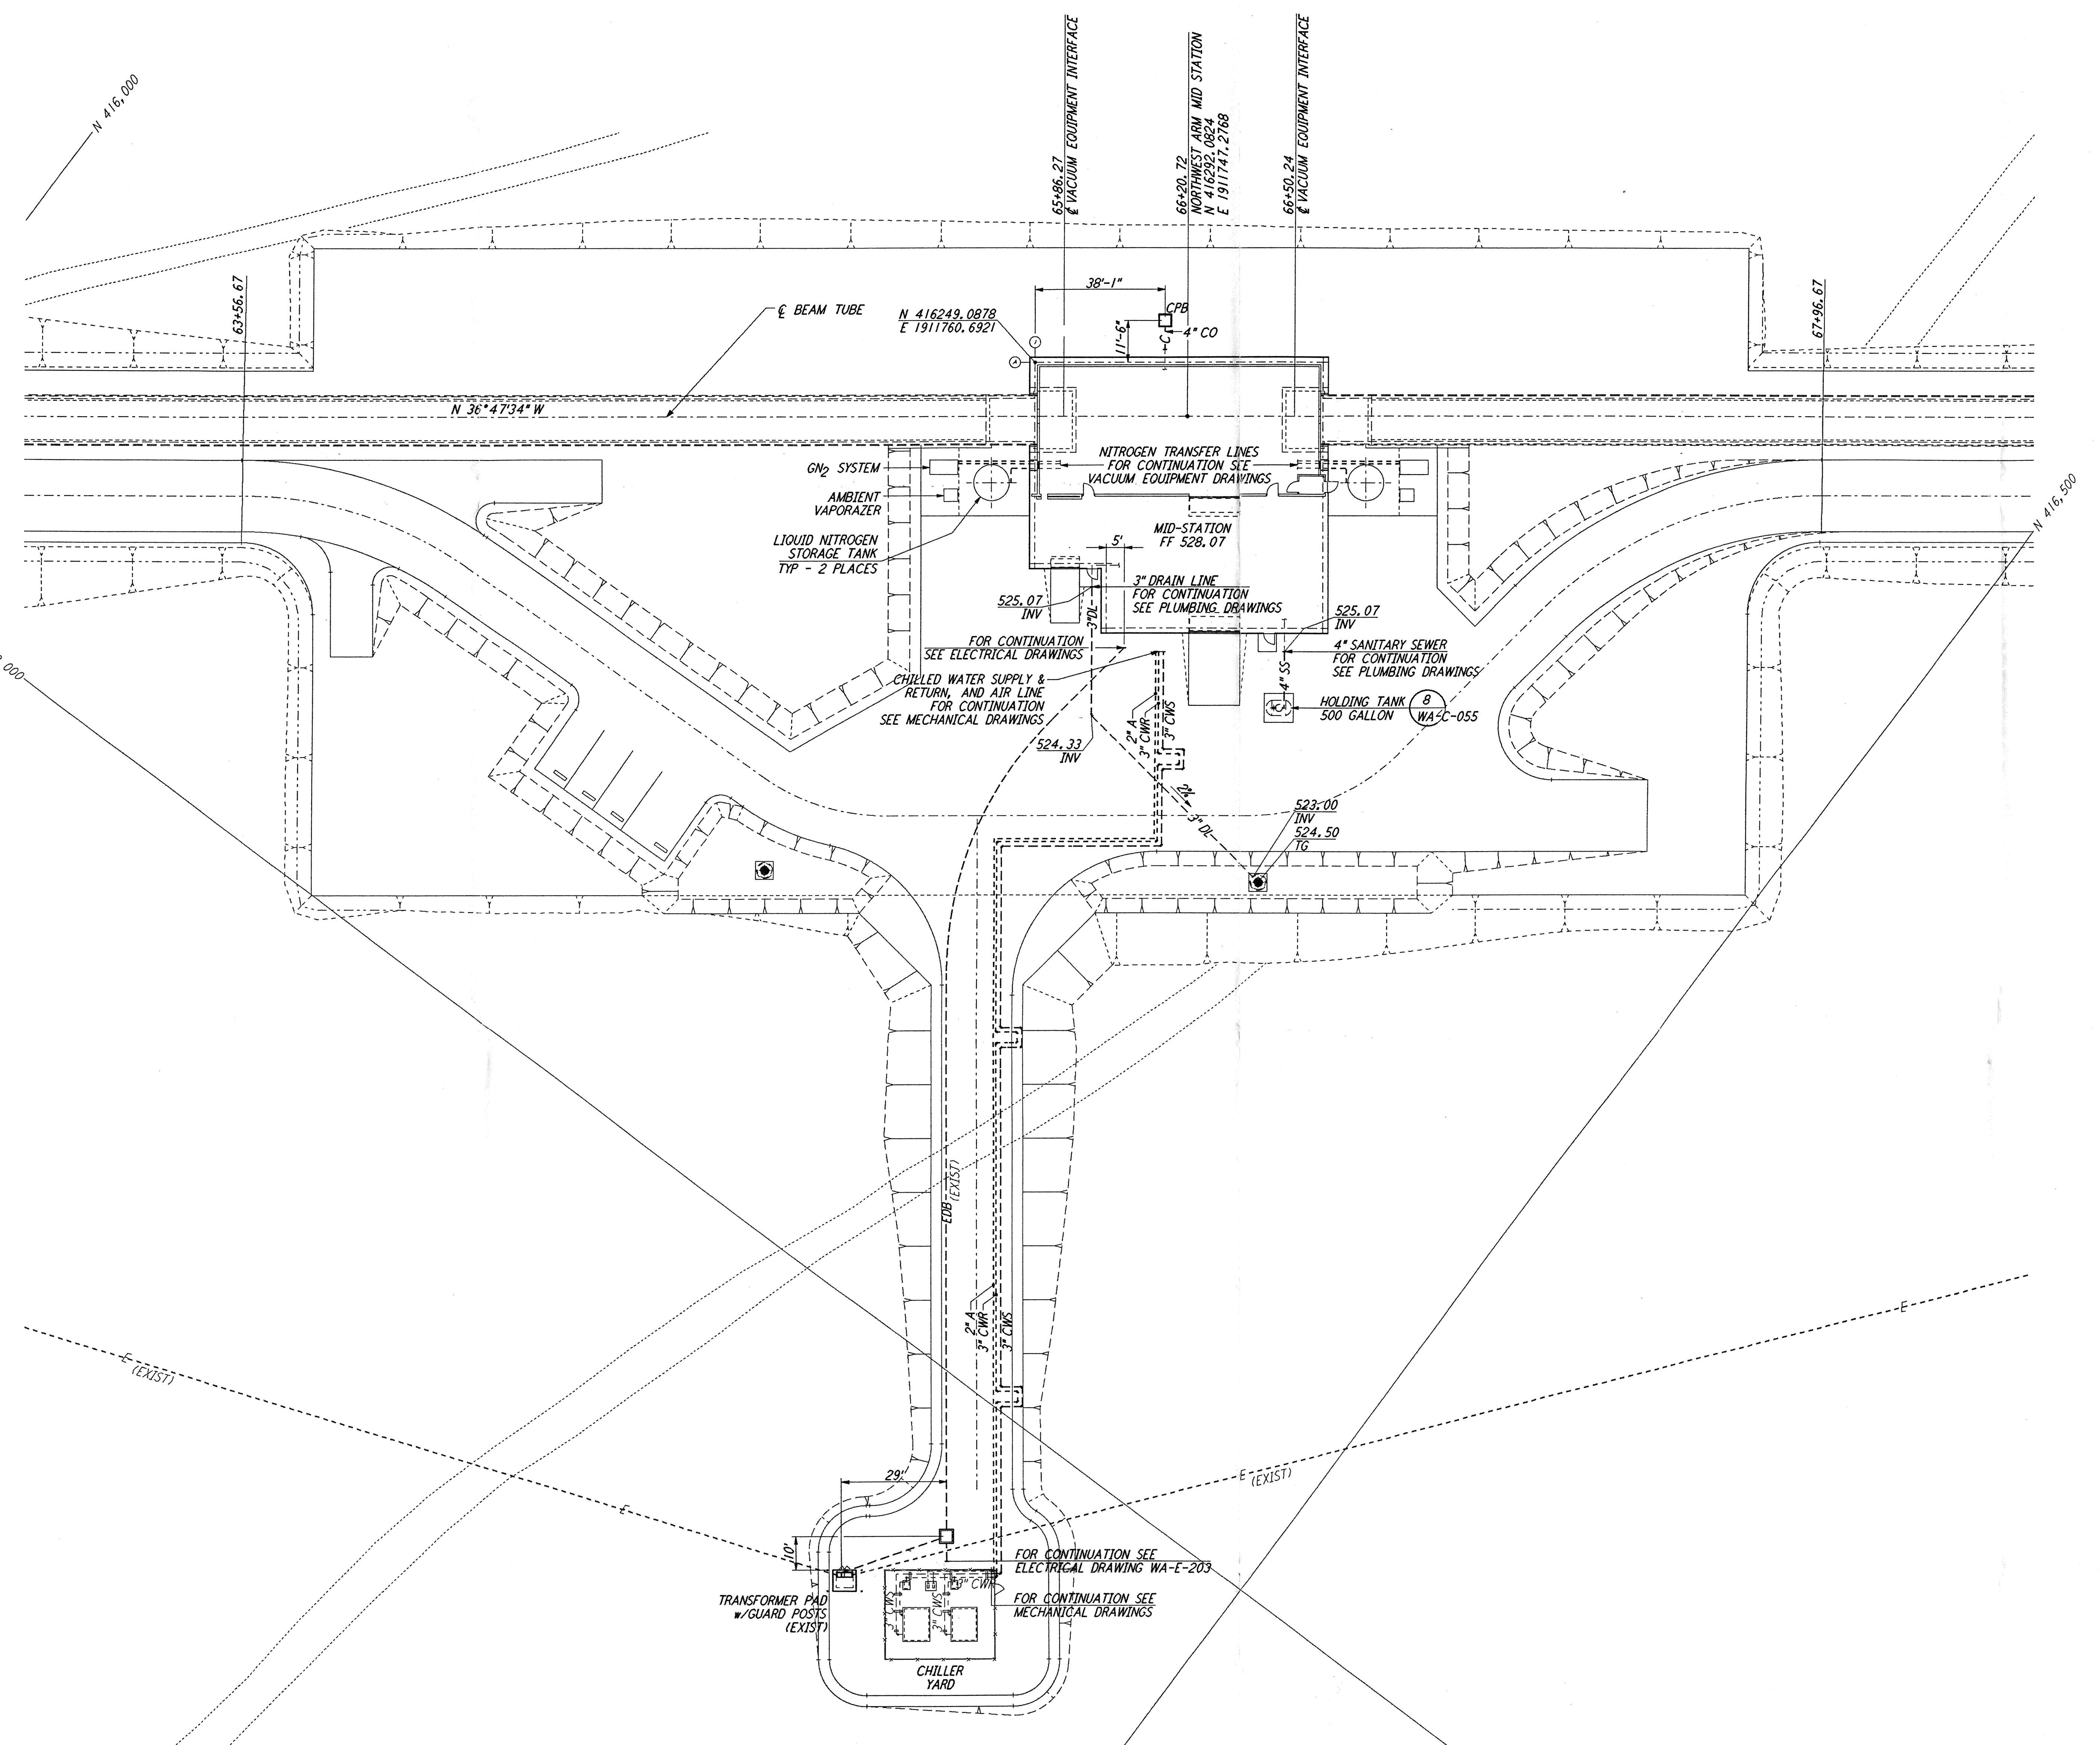 N 416,000
65+86.27
℄ VACUUM EQUIPMENT INTERFACE
66+20.72
NORTHWEST ARM MID STATION
N 416292.0824
E 1911747.2768
66+50.24
℄ VACUUM EQUIPMENT INTERFACE
63+56.67
℄ BEAM TUBE
N 416249.0878
E 1911760.6921
38'-1"
CPB
11'-6"
4" CO
C
1
A
67+96.67
N 36°47'34" W
GN2 SYSTEM
AMBIENT
VAPORAZER
LIQUID NITROGEN
STORAGE TANK
TYP - 2 PLACES
NITROGEN TRANSFER LINES
FOR CONTINUATION SEE
VACUUM EQUIPMENT DRAWINGS
MID-STATION
FF 528.07
N 416,500
5'
3" DRAIN LINE
FOR CONTINUATION
SEE PLUMBING DRAWINGS
525.07
INV
3"DL
525.07
INV
FOR CONTINUATION
SEE ELECTRICAL DRAWINGS
4" SANITARY SEWER
FOR CONTINUATION
SEE PLUMBING DRAWINGS
4" SS
CHILLED WATER SUPPLY &
RETURN, AND AIR LINE
FOR CONTINUATION
SEE MECHANICAL DRAWINGS
HOLDING TANK
500 GALLON
8
WA-C-055
2" A
3" CWR
3" CWS
524.33
INV
2%
3" DL
523.00
INV
524.50
TG
,000
EDB
(EXIST)
2" A
3" CWR
3" CWS
E
(EXIST)
E
E
E
(EXIST)
29'
10'
FOR CONTINUATION SEE
ELECTRICAL DRAWING WA-E-203
3" CWR
3" CWS
3" CWS
FOR CONTINUATION SEE
MECHANICAL DRAWINGS
TRANSFORMER PAD
w/GUARD POSTS
(EXIST)
CHILLER
YARD